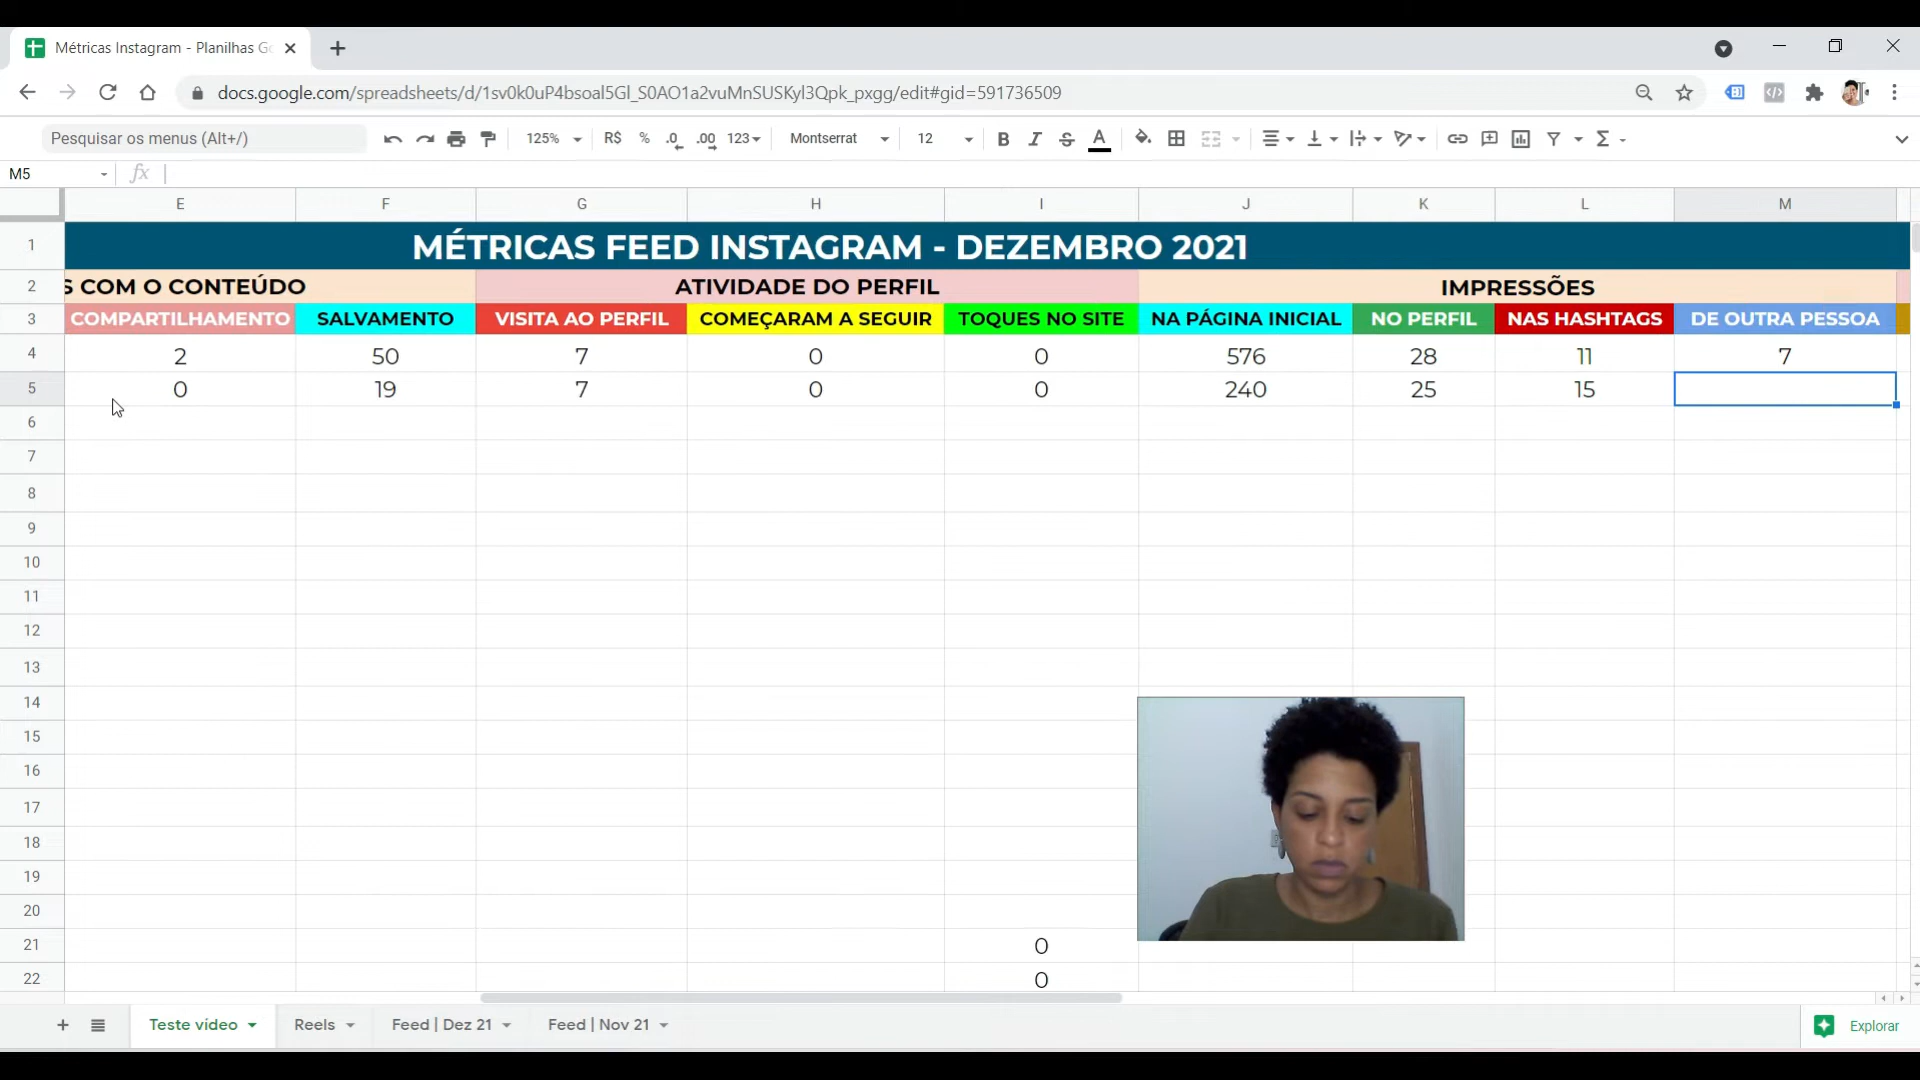 Métricas Instagram - Planilhas Go
docs.google.com/spreadsheets/d/1sv0k0uP4bsoal5Gl_S0AO1a2vuMnSUSKyl3Qpk_pxgg/edit#gid=591736509
Pesquisar os menus (Alt+/)
125%
R$
%
.0
.00
123
Montserrat
12
B
I
S
A
M5
fx
E F G H I J K L M
1 MÉTRICAS FEED INSTAGRAM - DEZEMBRO 2021
2 S COM O CONTEÚDO ATIVIDADE DO PERFIL IMPRESSÕES
3 COMPARTILHAMENTO SALVAMENTO VISITA AO PERFIL COMEÇARAM A SEGUIR TOQUES NO SITE NA PÁGINA INICIAL NO PERFIL NAS HASHTAGS DE OUTRA PESSOA
4 2 50 7 0 0 576 28 11 7
5 0 19 7 0 0 240 25 15
6
7
8
9
10
11
12
13
14
15
16
17
18
19
20
21 0
22 0
Teste vídeo Reels Feed | Dez 21 Feed | Nov 21 Explorar